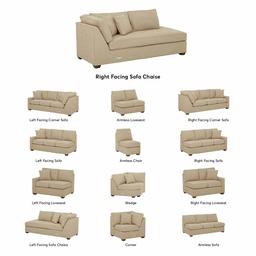 Right Facing Sofa Chaise
Left Facing Corner Sofa
Armless Loveseat
Right Facing Corner Sofa
Left Facing Sofa
Armless Chair
Right Facing Sofa
Left Facing Loveseat
Wedge
Right Facing Loveseat
Left Facing Sofa Chaise
Corner
Armless Sofa